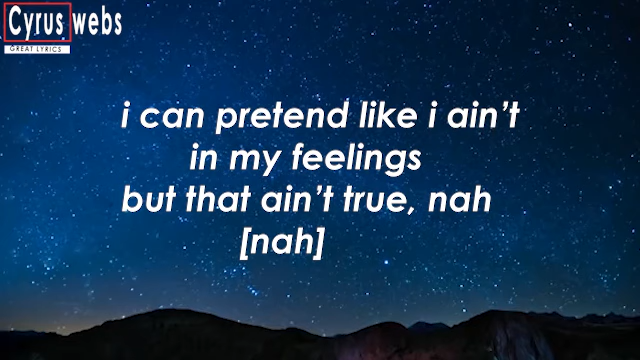 Cyrus webs
GREAT LYRICS
i can pretend like i ain't
in my feelings
but that ain't true, nah
[nah]